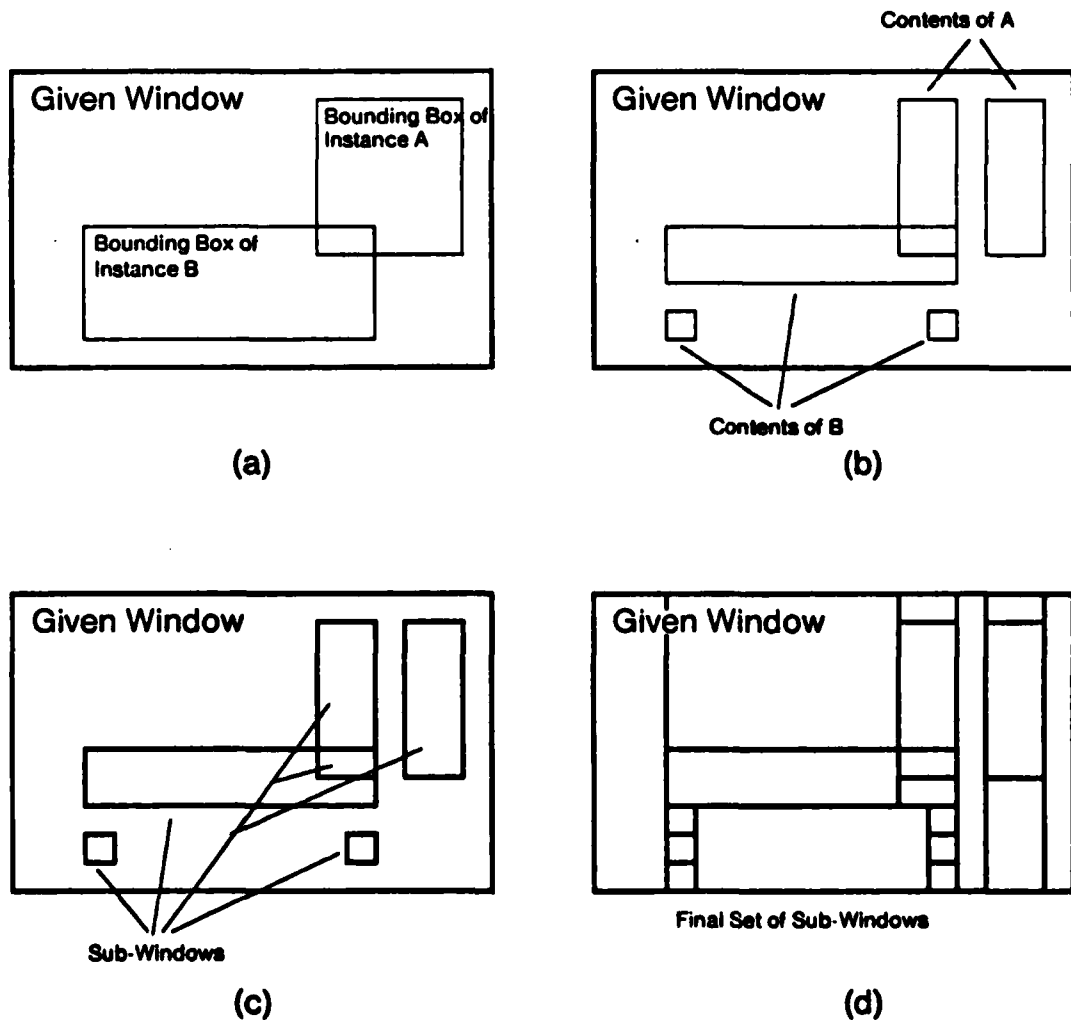 Contents of A
Given Window
Bounding Box of
Instance A
Bounding Box of
Instance B
(a)
Given Window
Contents of B
(b)
Given Window
Sub-Windows
(c)
Given Window
Final Set of Sub-Windows
(d)